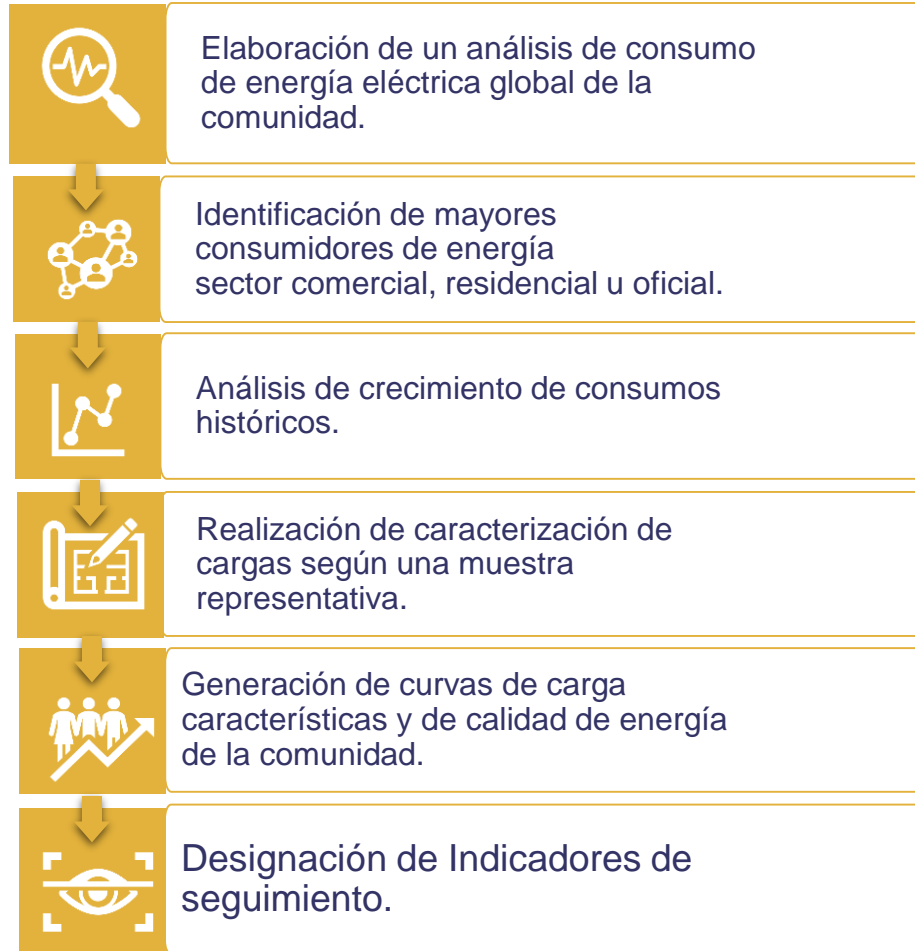 Elaboración de un análisis de consumo
de energía eléctrica global de la
comunidad.
Identificación de mayores
consumidores de energía
sector comercial, residencial u oficial.
Análisis de crecimiento de consumos
históricos.
Realización de caracterización de
cargas según una muestra
representativa.
Generación de curvas de carga
características y de calidad de energía
de la comunidad.
Designación de Indicadores de
seguimiento.